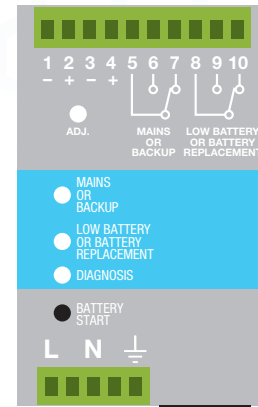 1 2 3 4 5 6 7 8 9 10
− + − +
ADJ.
MAINS
OR
BACKUP
LOW BATTERY
OR BATTERY
REPLACEMENT
MAINS
OR
BACKUP
LOW BATTERY
OR BATTERY
REPLACEMENT
DIAGNOSIS
BATTERY
START
L N